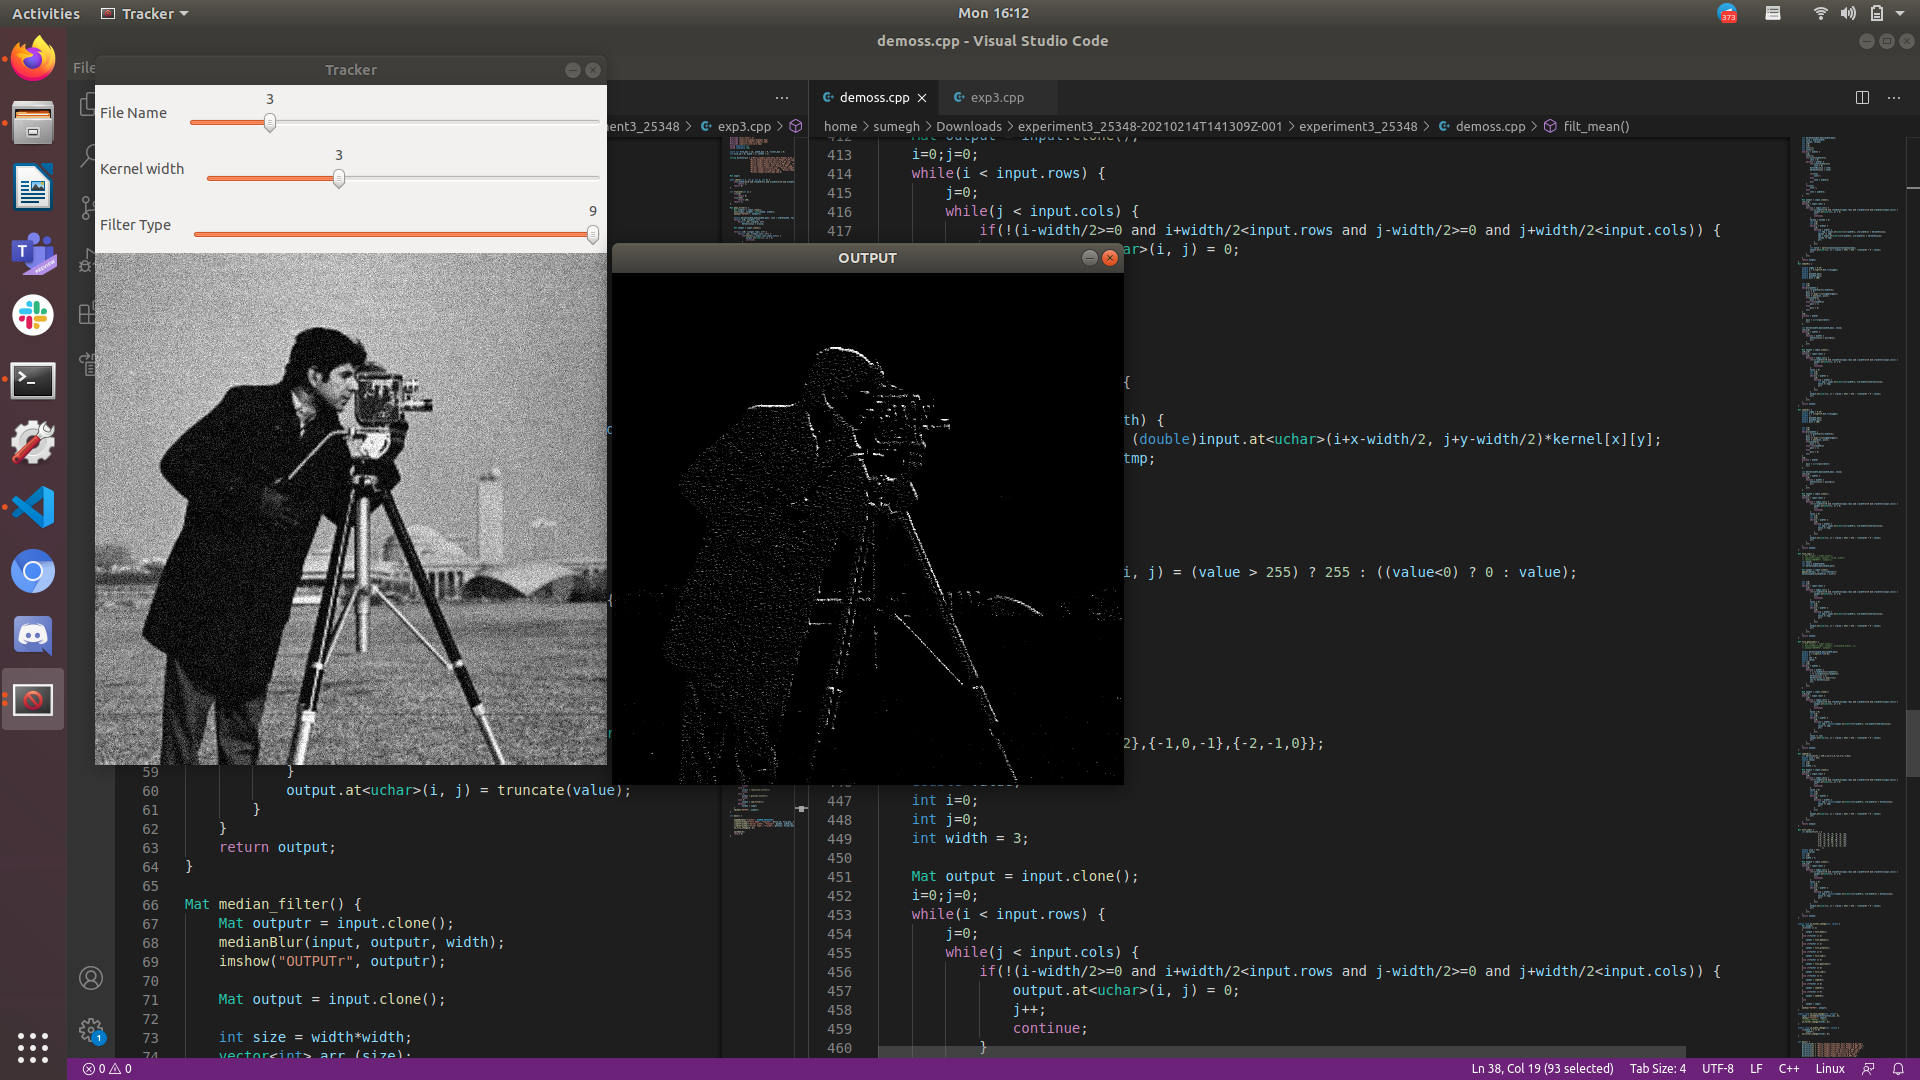 Activities
Tracker
Mon 16:12
373
demoss.cpp - Visual Studio Code
File
Tracker
File Name
3
Kernel width
3
Filter Type
9
OUTPUT
demoss.cpp
exp3.cpp
ment3_25348 > exp3.cpp >
home > sumegh > Downloads > experiment3_25348-20210214T141309Z-001 > experiment3_25348 > demoss.cpp > filt_mean()
412 Mat output = input.clone();
413 i=0;j=0;
414 while(i < input.rows) {
415 j=0;
416 while(j < input.cols) {
417 if(!(i-width/2>=0 and i+width/2<input.rows and j-width/2>=0 and j+width/2<input.cols)) {
ar>(i, j) = 0;
{
th) {
(double)input.at<uchar>(i+x-width/2, j+y-width/2)*kernel[x][y];
tmp;
i, j) = (value > 255) ? 255 : ((value<0) ? 0 : value);
2},{-1,0,-1},{-2,-1,0}};
447 int i=0;
448 int j=0;
449 int width = 3;
450
451 Mat output = input.clone();
452 i=0;j=0;
453 while(i < input.rows) {
454 j=0;
455 while(j < input.cols) {
456 if(!(i-width/2>=0 and i+width/2<input.rows and j-width/2>=0 and j+width/2<input.cols)) {
457 output.at<uchar>(i, j) = 0;
458 j++;
459 continue;
460 }
59 }
60 output.at<uchar>(i, j) = truncate(value);
61 }
62 }
63 return output;
64 }
65
66 Mat median_filter() {
67 Mat outputr = input.clone();
68 medianBlur(input, outputr, width);
69 imshow("OUTPUTr", outputr);
70
71 Mat output = input.clone();
72
73 int size = width*width;
74 vector<int> arr (size);
1
0 0
Ln 38, Col 19 (93 selected)
Tab Size: 4
UTF-8
LF
C++
Linux